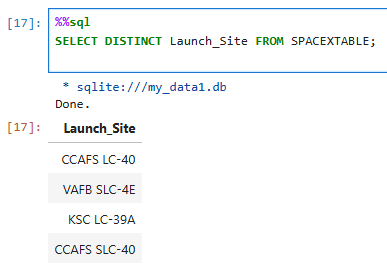 [17]: %%sql
SELECT DISTINCT Launch_Site FROM SPACEXTABLE;
* sqlite:///my_data1.db
Done.
[17]: Launch_Site
CCAFS LC-40
VAFB SLC-4E
KSC LC-39A
CCAFS SLC-40